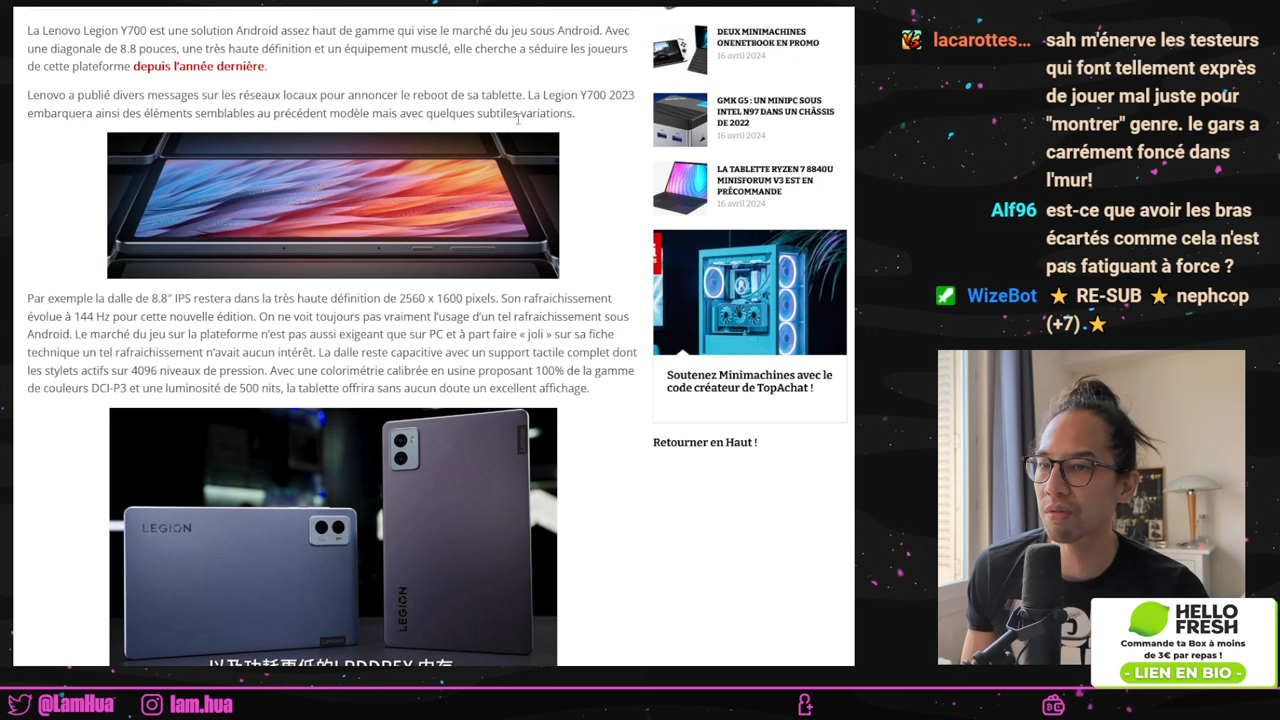 La Lenovo Legion Y700 est une solution Android assez haut de gamme qui vise le marché du jeu sous Android. Avec
une diagonale de 8.8 pouces, une très haute définition et un équipement musclé, elle cherche a séduire les joueurs
de cette plateforme depuis l'année dernière.
Lenovo a publié divers messages sur les réseaux locaux pour annoncer le reboot de sa tablette. La Legion Y700 2023
embarquera ainsi des éléments semblables au précédent modèle mais avec quelques subtiles variations.
Par exemple la dalle de 8.8″ IPS restera dans la très haute définition de 2560 x 1600 pixels. Son rafraichissement
évolue à 144 Hz pour cette nouvelle édition. On ne voit toujours pas vraiment l'usage d'un tel rafraichissement sous
Android. Le marché du jeu sur la plateforme n'est pas aussi exigeant que sur PC et à part faire « joli » sur sa fiche
technique un tel rafraichissement n'avait aucun intérêt. La dalle reste capacitive avec un support tactile complet dont
les stylets actifs sur 4096 niveaux de pression. Avec une colorimétrie calibrée en usine proposant 100% de la gamme
de couleurs DCI-P3 et une luminosité de 500 nits, la tablette offrira sans aucun doute un excellent affichage.
LEGION
Lenovo
LEGION
LEGION
DEUX MINIMACHINES
ONENETBOOK EN PROMO
16 avril 2024
GMK G5 : UN MINIPC SOUS
INTEL N97 DANS UN CHÂSSIS
DE 2022
16 avril 2024
LA TABLETTE RYZEN 7 8840U
MINISFORUM V3 EST EN
PRÉCOMMANDE
16 avril 2024
Soutenez Minimachines avec le
code créateur de TopAchat !
Retourner en Haut !
lacarottes… sah m'énerve les testeurs
qui font tellement exprès
de jouer mal juste pour
"montrer" genre. le gars a
carrément foncé dans
l'mur!
Alf96 est-ce que avoir les bras
écartés comme cela n'est
pas fatiguant à force ?
WizeBot RE-SUB nephcop
(+7)
HELLO
FRESH
Commande ta Box à moins
de 3€ par repas !
- LIEN EN BIO -
@LamHua lam.hua